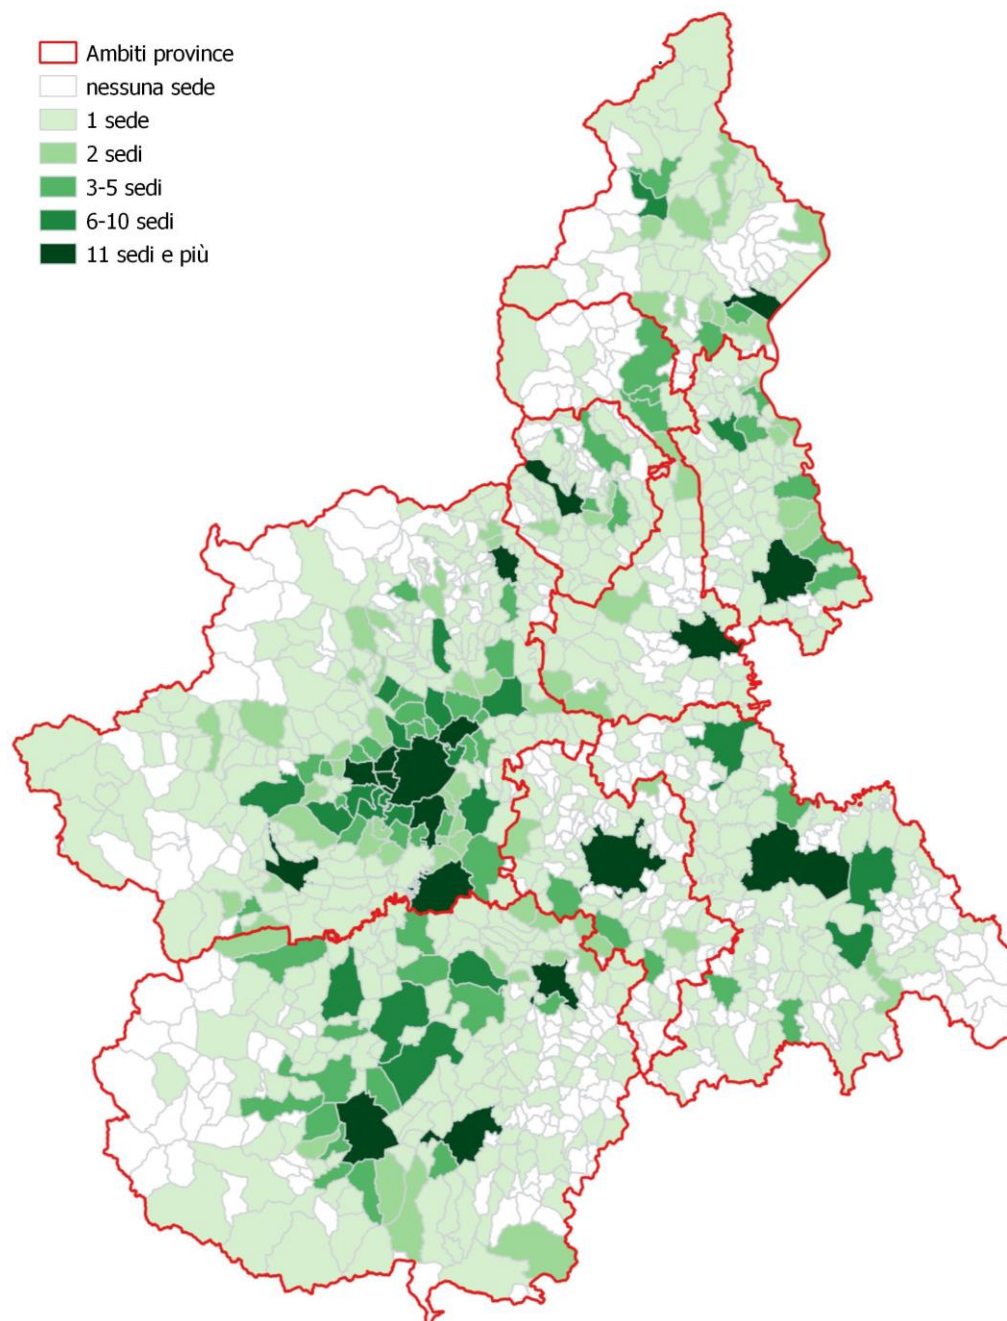 Ambiti province
nessuna sede
1 sede
2 sedi
3-5 sedi
6-10 sedi
11 sedi e più